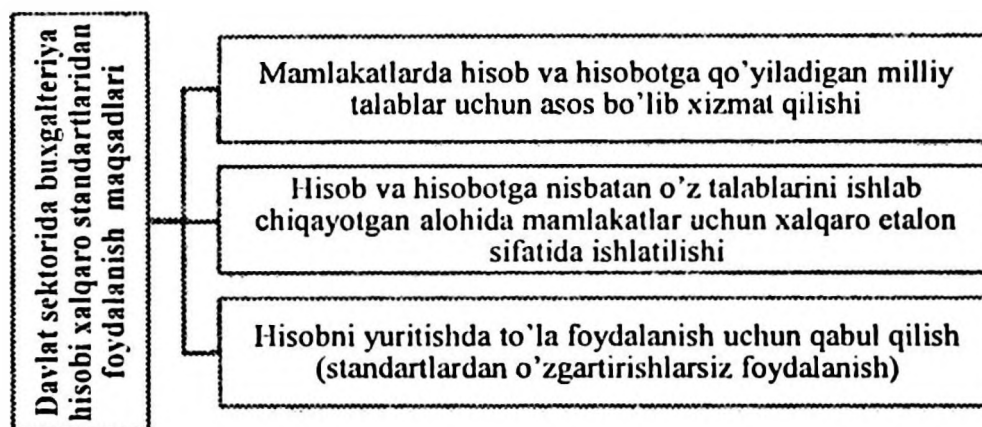 Davlat sektorida buxgalteriya
hisobi xalqaro standartlaridan
foydalanish maqsadlari
Mamlakatlarda hisob va hisobotga qo'yiladigan milliy
talablar uchun asos bo'lib xizmat qilishi
Hisob va hisobotga nisbatan o'z talablarini ishlab
chiqayotgan alohida mamlakatlar uchun xalqaro etalon
sifatida ishlatilishi
Hisobni yuritishda to'la foydalanish uchun qabul qilish
(standartlardan o'zgartirishlarsiz foydalanish)